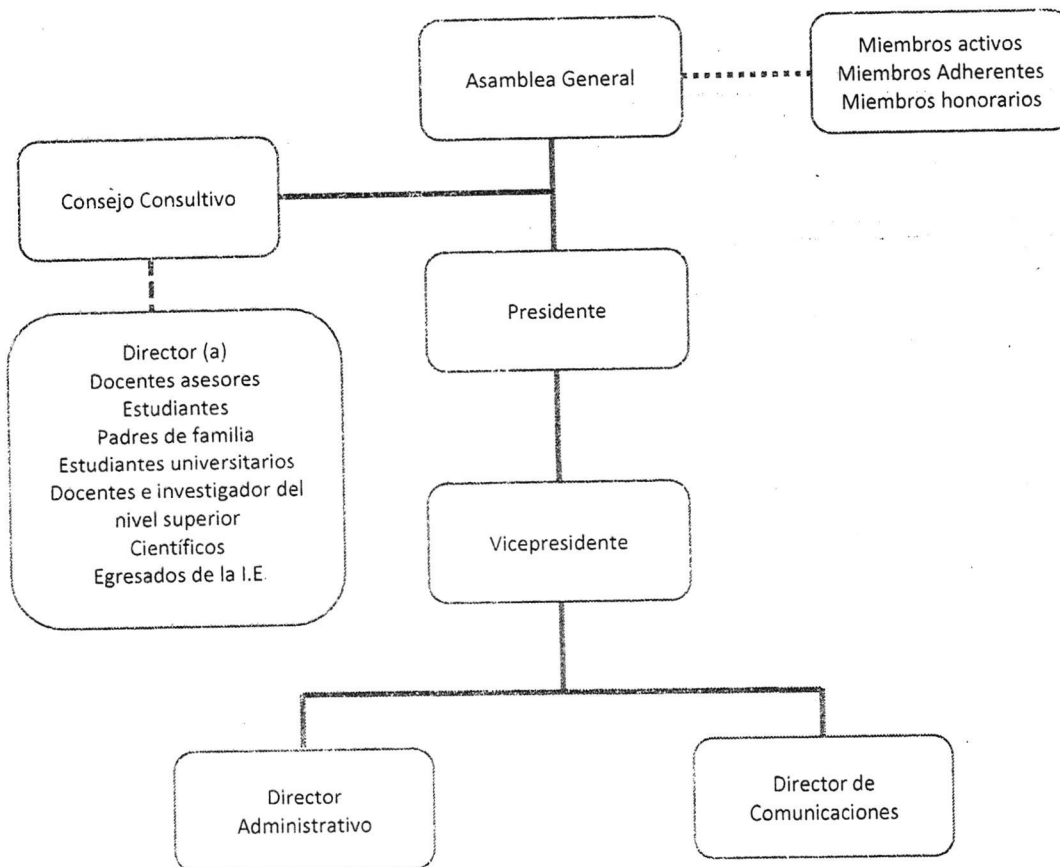 Asamblea General
Miembros activos
Miembros Adherentes
Miembros honorarios
Consejo Consultivo
Presidente
Director (a)
Docentes asesores
Estudiantes
Padres de familia
Estudiantes universitarios
Docentes e investigador del
nivel superior
Científicos
Egresados de la I.E.
Vicepresidente
Director
Administrativo
Director de
Comunicaciones